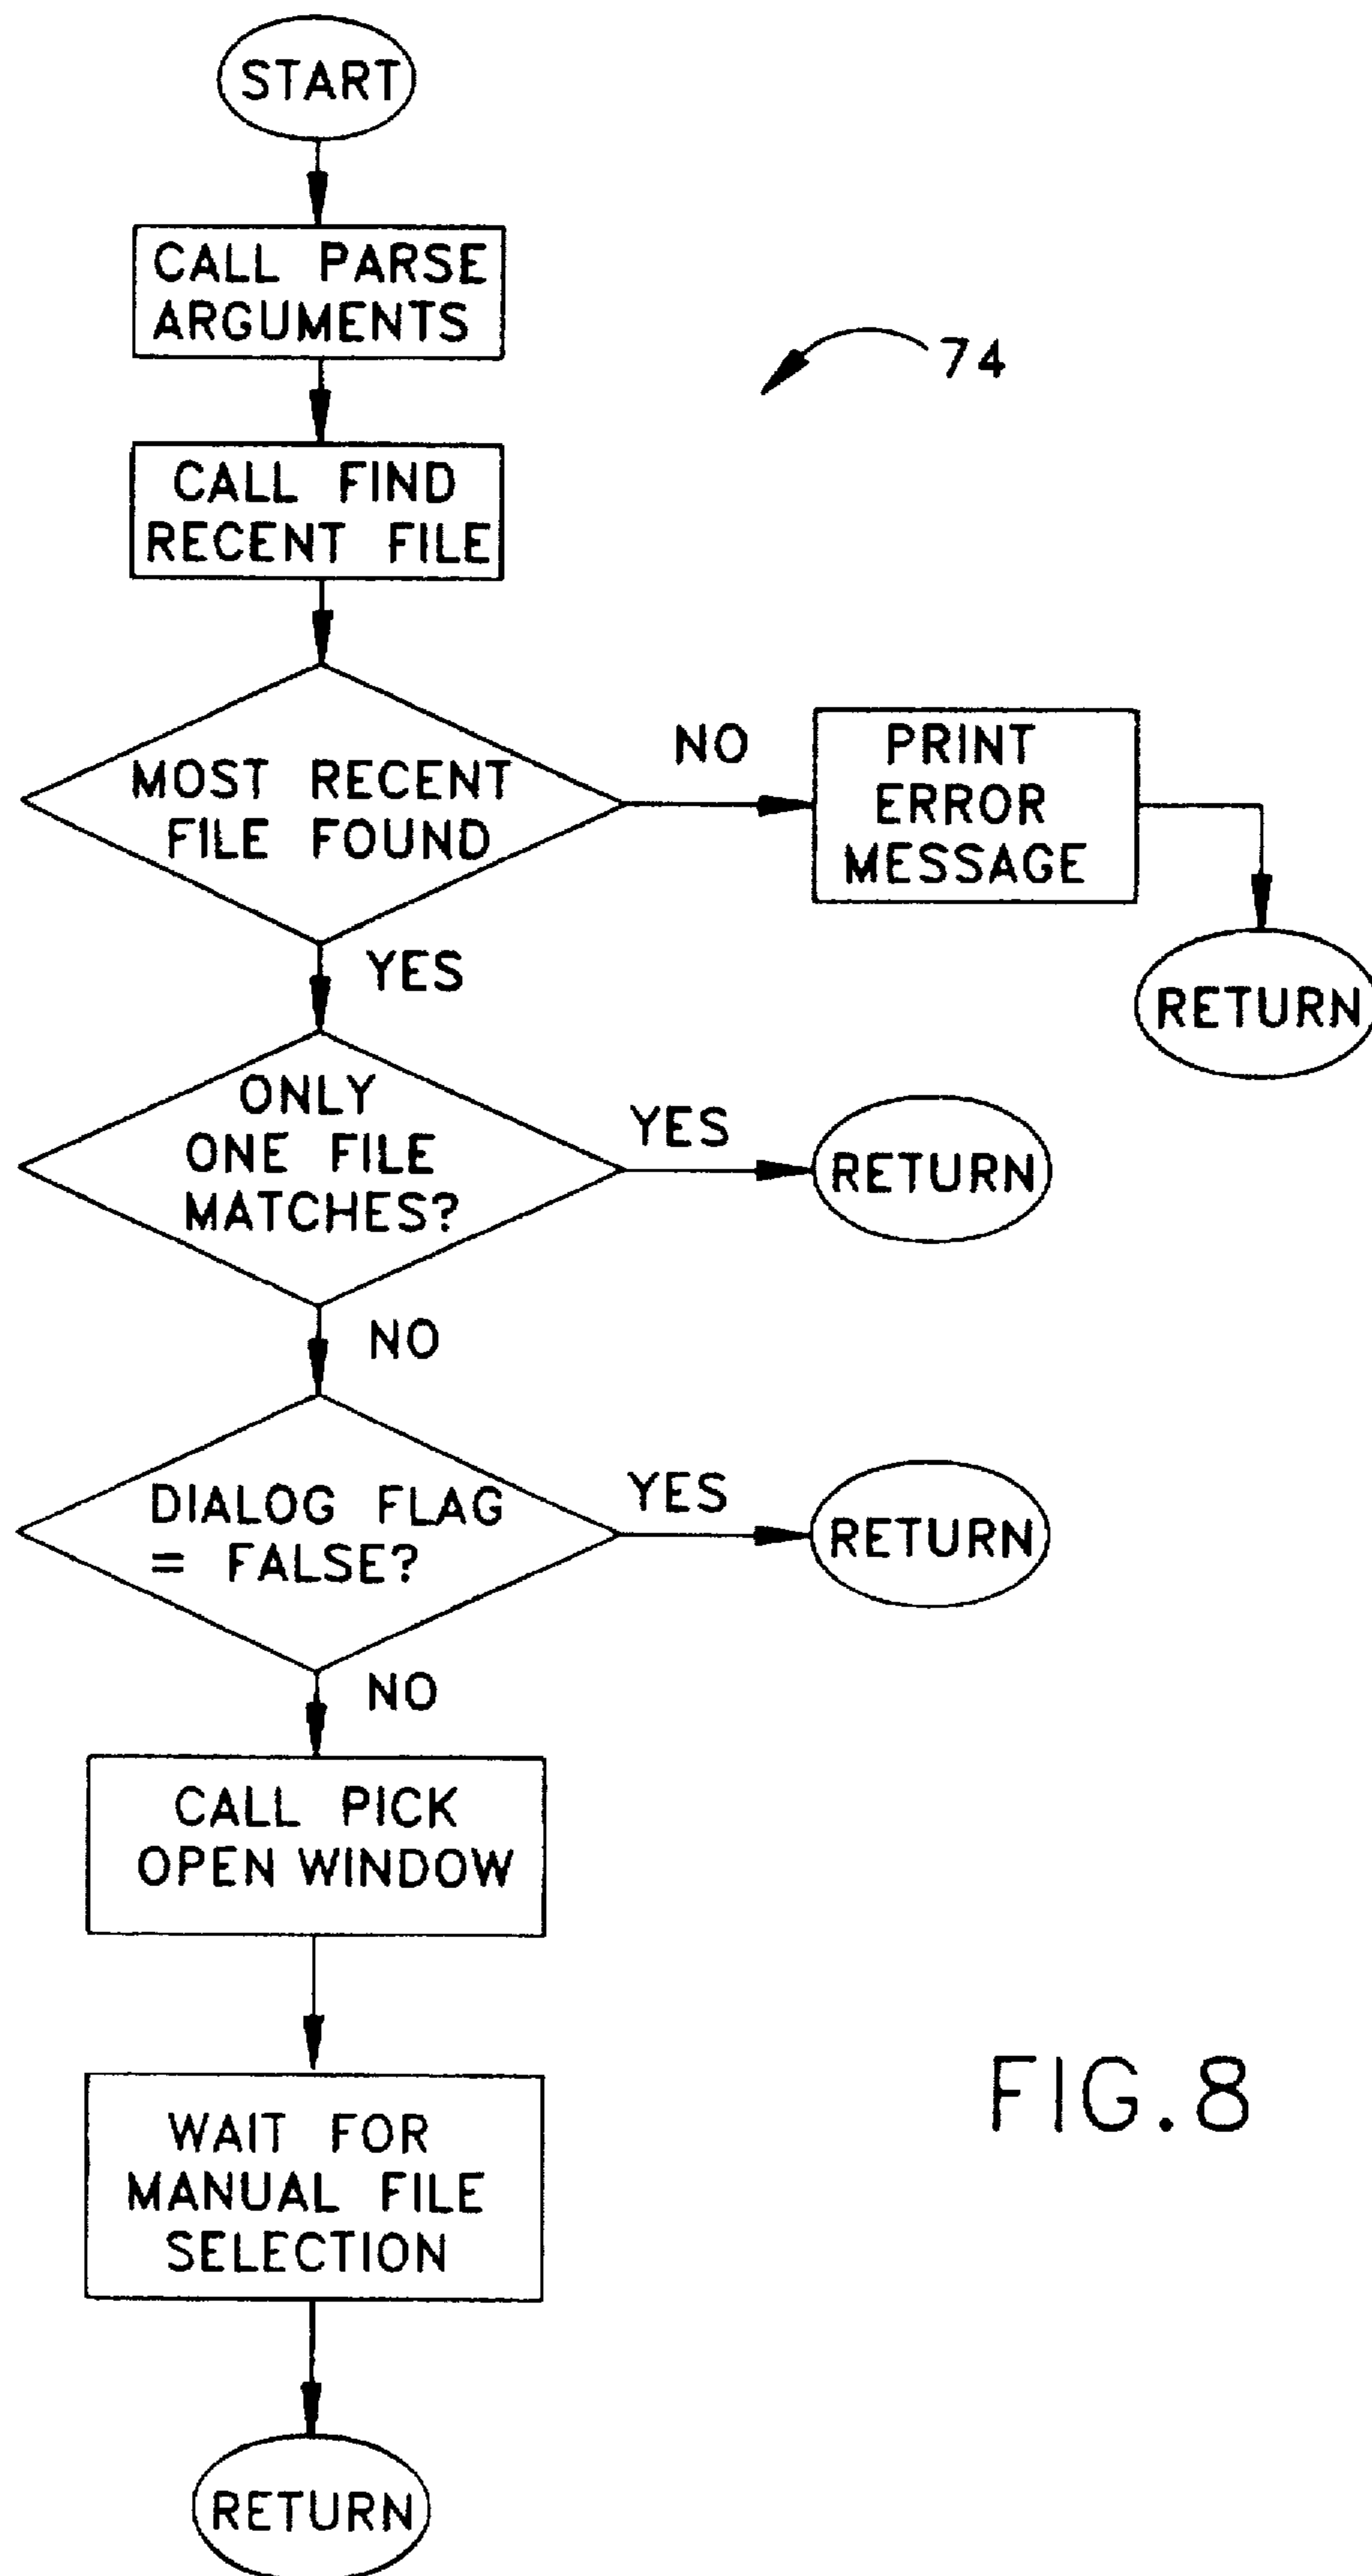 START
CALL PARSE
ARGUMENTS
74
CALL FIND
RECENT FILE
MOST RECENT
FILE FOUND
NO
PRINT
ERROR
MESSAGE
RETURN
YES
ONLY
ONE FILE
MATCHES?
YES
RETURN
NO
DIALOG FLAG
= FALSE?
YES
RETURN
NO
CALL PICK
OPEN WINDOW
WAIT FOR
MANUAL FILE
SELECTION
RETURN
FIG.8